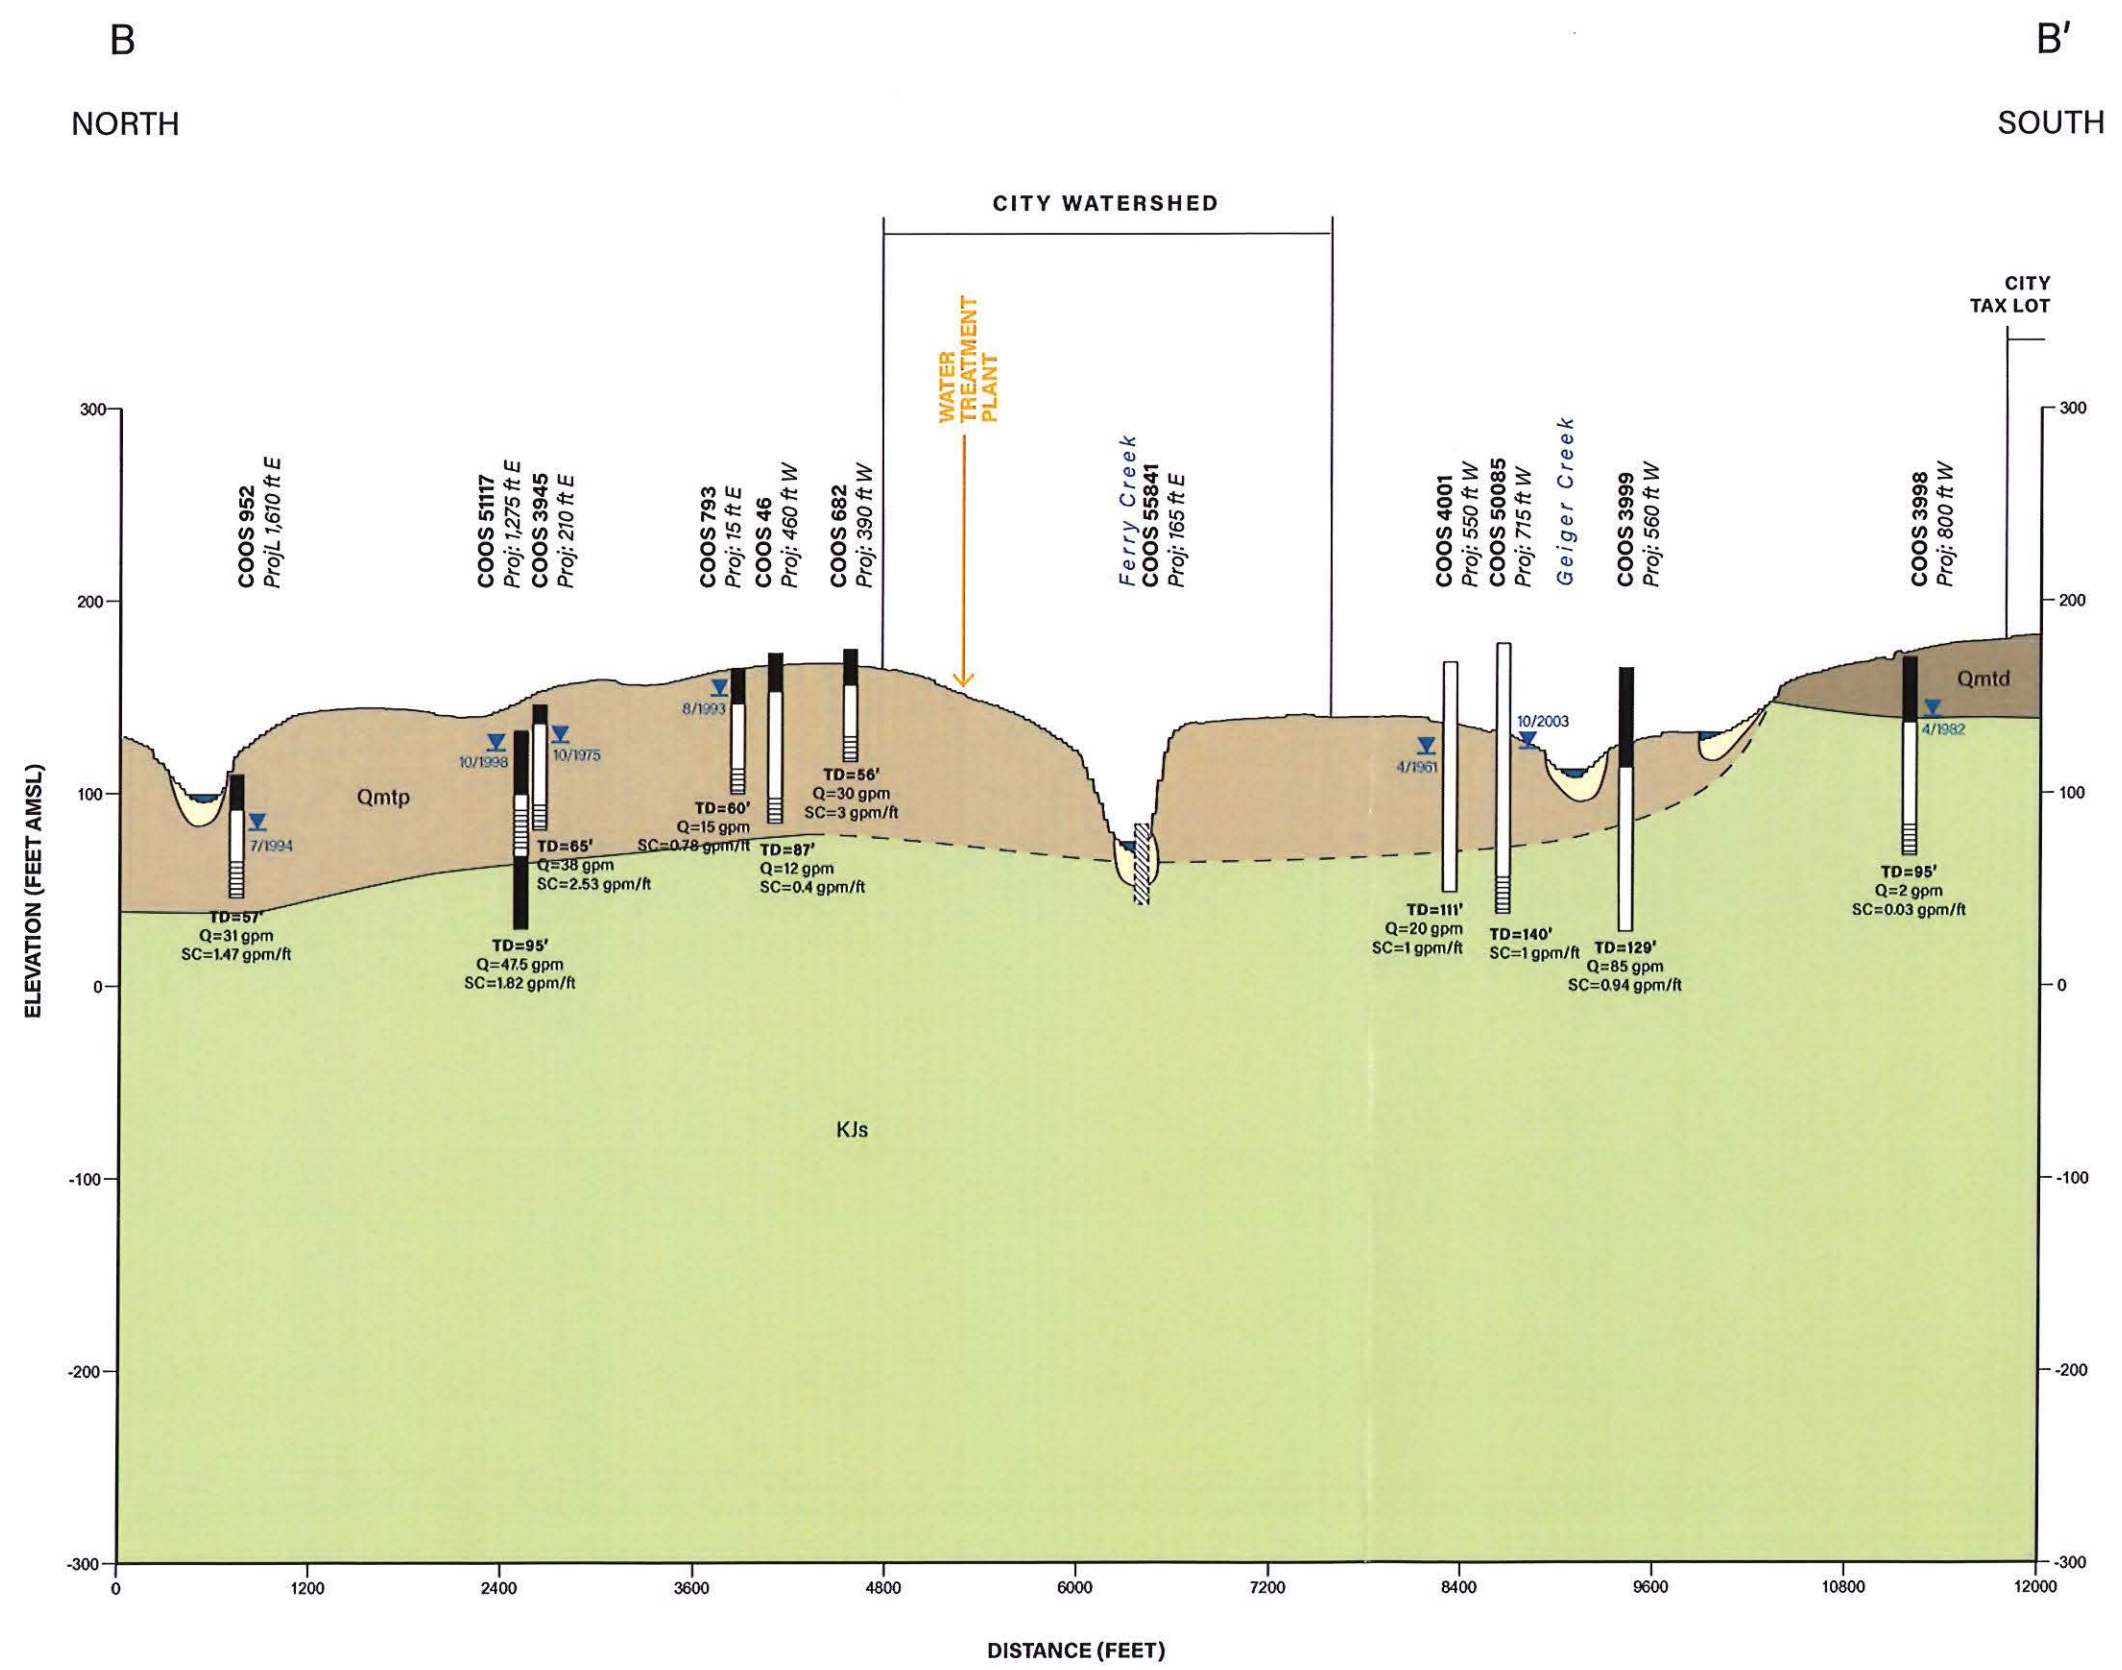 B
B'
NORTH
SOUTH
CITY WATERSHED
CITY
TAX LOT
WATER
TREATMENT
PLANT
COOS 952
ProjL 1,610 ft E
COOS 51117
Proj: 1,275 ft E
COOS 3945
Proj: 210 ft E
COOS 793
Proj: 15 ft E
COOS 46
Proj: 460 ft W
COOS 682
Proj: 390 ft W
Ferry Creek
COOS 55841
Proj: 165 ft E
COOS 4001
Proj: 550 ft W
COOS 50085
Proj: 715 ft W
Geiger Creek
COOS 3999
Proj: 560 ft W
COOS 3998
Proj: 800 ft W
ELEVATION (FEET AMSL)
300
200
100
0
-100
-200
-300
300
200
100
0
-100
-200
-300
7/1994
TD=57'
Q=31 gpm
SC=1.47 gpm/ft
Qmtp
10/1998
TD=95'
Q=47.5 gpm
SC=1.82 gpm/ft
10/1975
TD=65'
Q=38 gpm
SC=2.53 gpm/ft
8/1993
TD=60'
Q=15 gpm
SC=0.78 gpm/ft
TD=87'
Q=12 gpm
SC=0.4 gpm/ft
TD=56'
Q=30 gpm
SC=3 gpm/ft
4/1961
TD=111'
Q=20 gpm
SC=1 gpm/ft
10/2003
TD=140'
SC=1 gpm/ft
TD=129'
Q=85 gpm
SC=0.94 gpm/ft
Qmtd
4/1982
TD=95'
Q=2 gpm
SC=0.03 gpm/ft
KJs
0 1200 2400 3600 4800 6000 7200 8400 9600 10800 12000
DISTANCE (FEET)